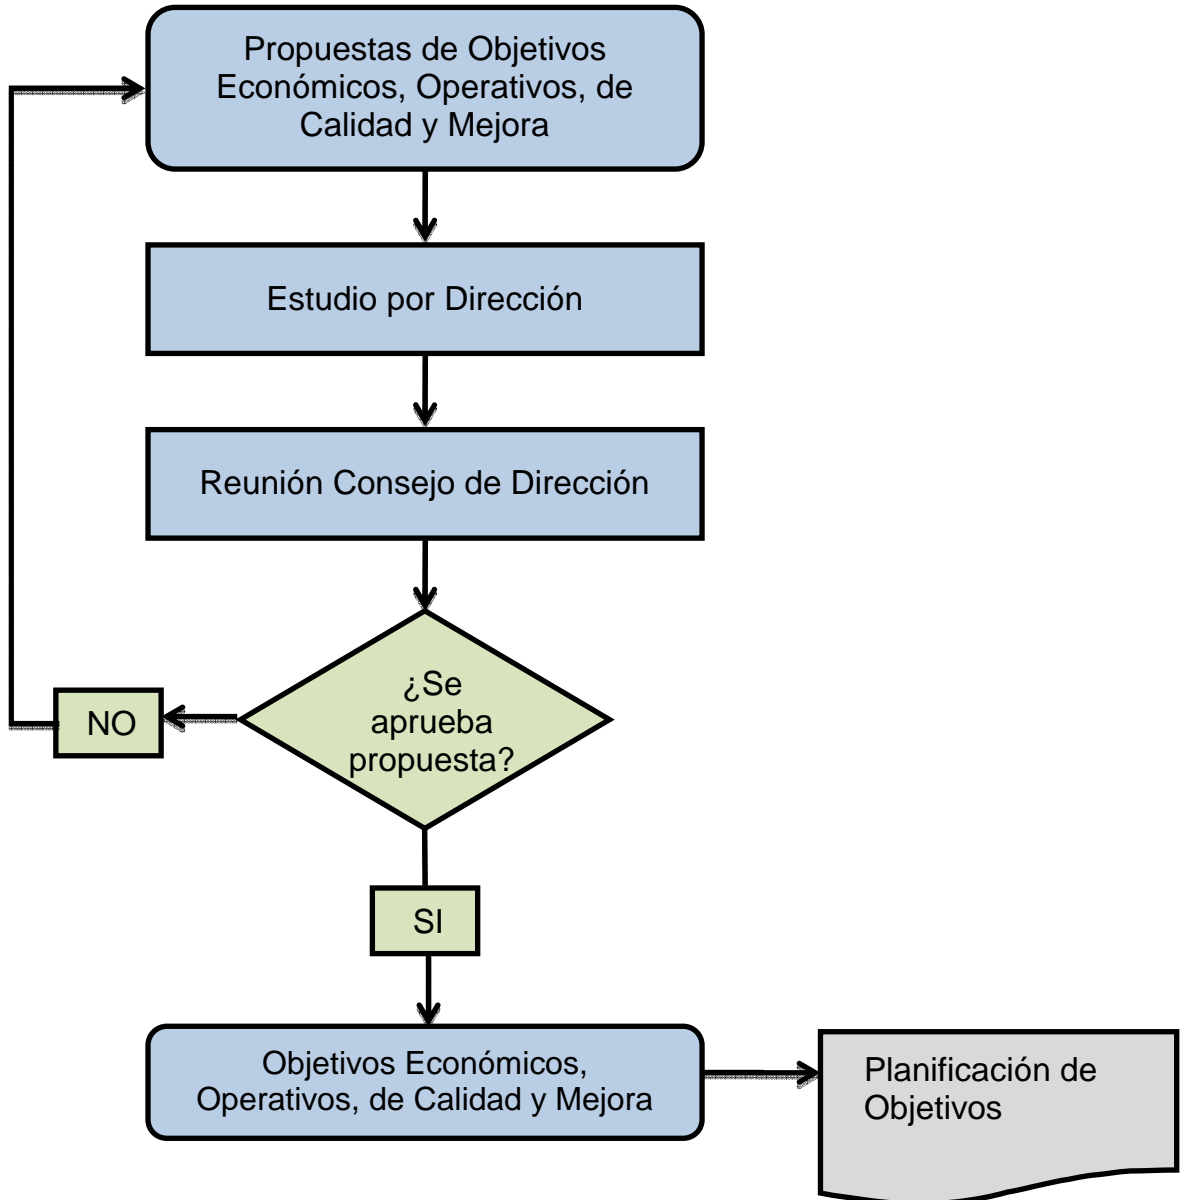 Propuestas de Objetivos
Económicos, Operativos, de
Calidad y Mejora
Estudio por Dirección
Reunión Consejo de Dirección
¿Se
aprueba
propuesta?
NO
SI
Objetivos Económicos,
Operativos, de Calidad y Mejora
Planificación de
Objetivos